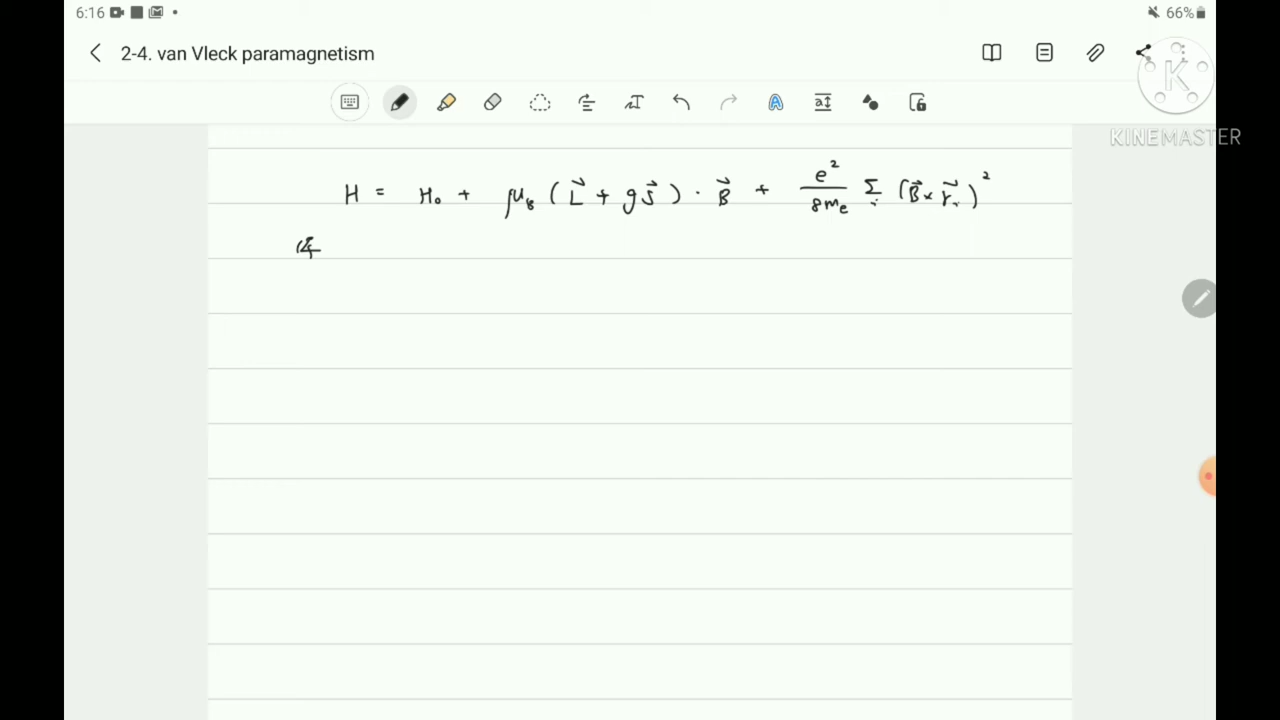 6:16
66%
2-4. van Vleck paramagnetism
KINEMASTER
H = H₀ + μ_B (L⃗ + gS⃗) · B⃗ + e²/8mₑ Σᵢ (B⃗ × r⃗ᵢ)²